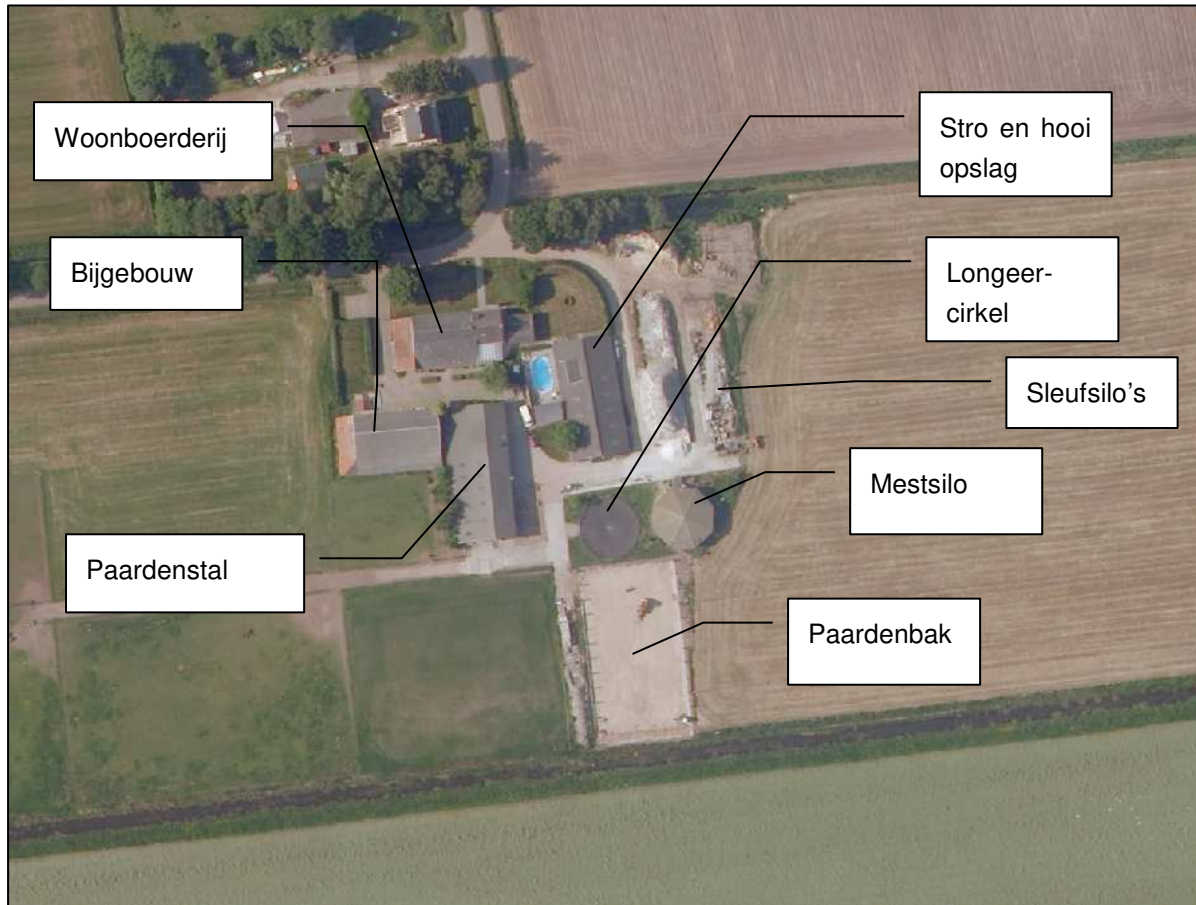 Woonboerderij
Stro en hooi
opslag
Bijgebouw
Longeer-
cirkel
Sleufsilo’s
Mestsilo
Paardenstal
Paardenbak